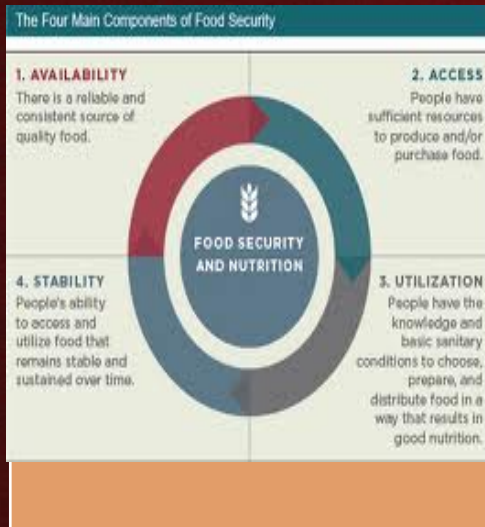 The Four Main Components of Food Security
1. AVAILABILITY
There is a reliable and
consistent source of
quality food.
2. ACCESS
People have
sufficient resources
to produce and/or
purchase food.
FOOD SECURITY
AND NUTRITION
3. UTILIZATION
People have the
knowledge and
basic sanitary
conditions to choose,
prepare, and
distribute food in a
way that results in
good nutrition.
4. STABILITY
People's ability
to access and
utilize food that
remains stable and
sustained over time.